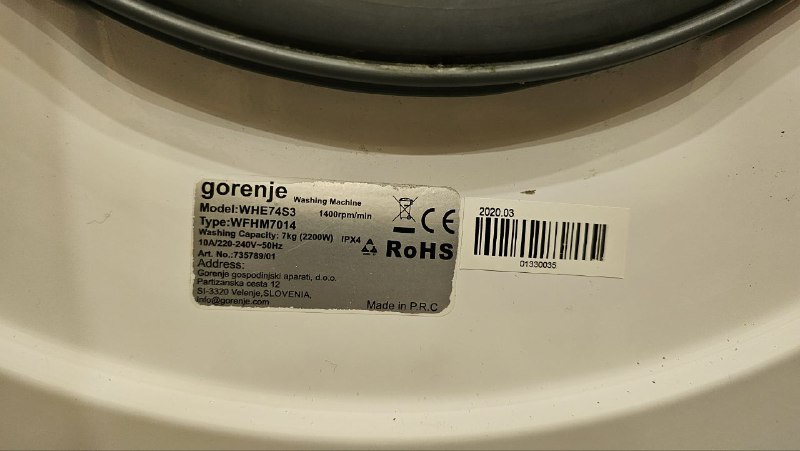 gorenje Washing Machine
Model:WHE74S3 1400rpm/min
Type:WFHM7014
Washing Capacity: 7kg (2200W) IPX4
10A/220-240V~50Hz
Art. No.:735789/01
CE
RoHS
Address:
Gorenje gospodinjski aparati, d.o.o.
Partizanska cesta 12
SI-3320 Velenje,SLOVENIA,
info@gorenje.com
Made in P.R.C
2020.03
01330035